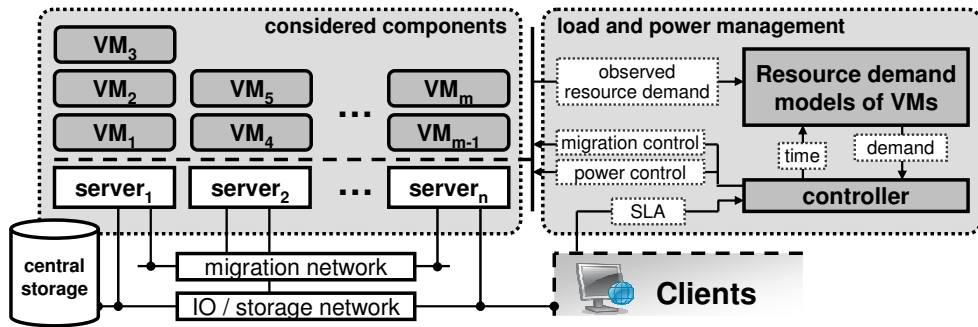 considered components
VM3
VM2
VM5
...
VMm
VM1
VM4
VMm-1
server1
server2
...
servern
central
storage
migration network
IO / storage network
load and power management
observed
resource demand
Resource demand
models of VMs
migration control
time
demand
power control
controller
SLA
Clients